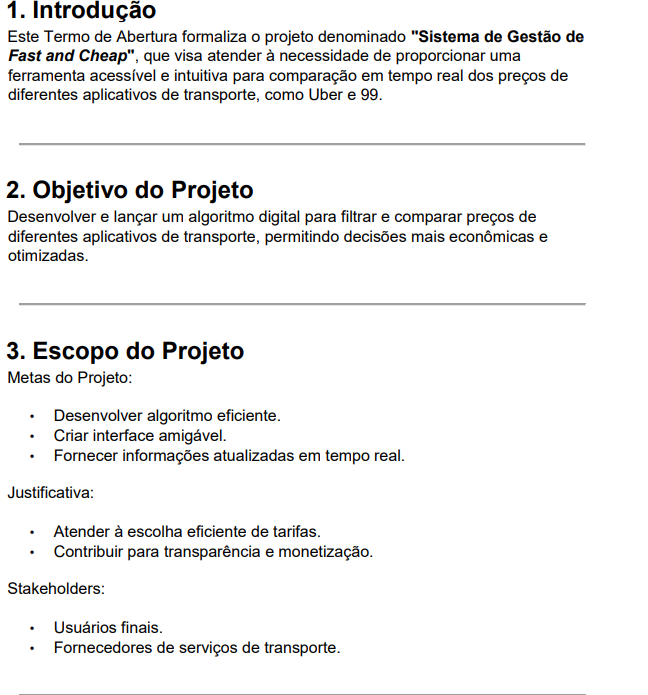 1. Introdução
Este Termo de Abertura formaliza o projeto denominado "Sistema de Gestão de
Fast and Cheap", que visa atender à necessidade de proporcionar uma
ferramenta acessível e intuitiva para comparação em tempo real dos preços de
diferentes aplicativos de transporte, como Uber e 99.
2. Objetivo do Projeto
Desenvolver e lançar um algoritmo digital para filtrar e comparar preços de
diferentes aplicativos de transporte, permitindo decisões mais econômicas e
otimizadas.
3. Escopo do Projeto
Metas do Projeto:
• Desenvolver algoritmo eficiente.
• Criar interface amigável.
• Fornecer informações atualizadas em tempo real.
Justificativa:
• Atender à escolha eficiente de tarifas.
• Contribuir para transparência e monetização.
Stakeholders:
• Usuários finais.
• Fornecedores de serviços de transporte.